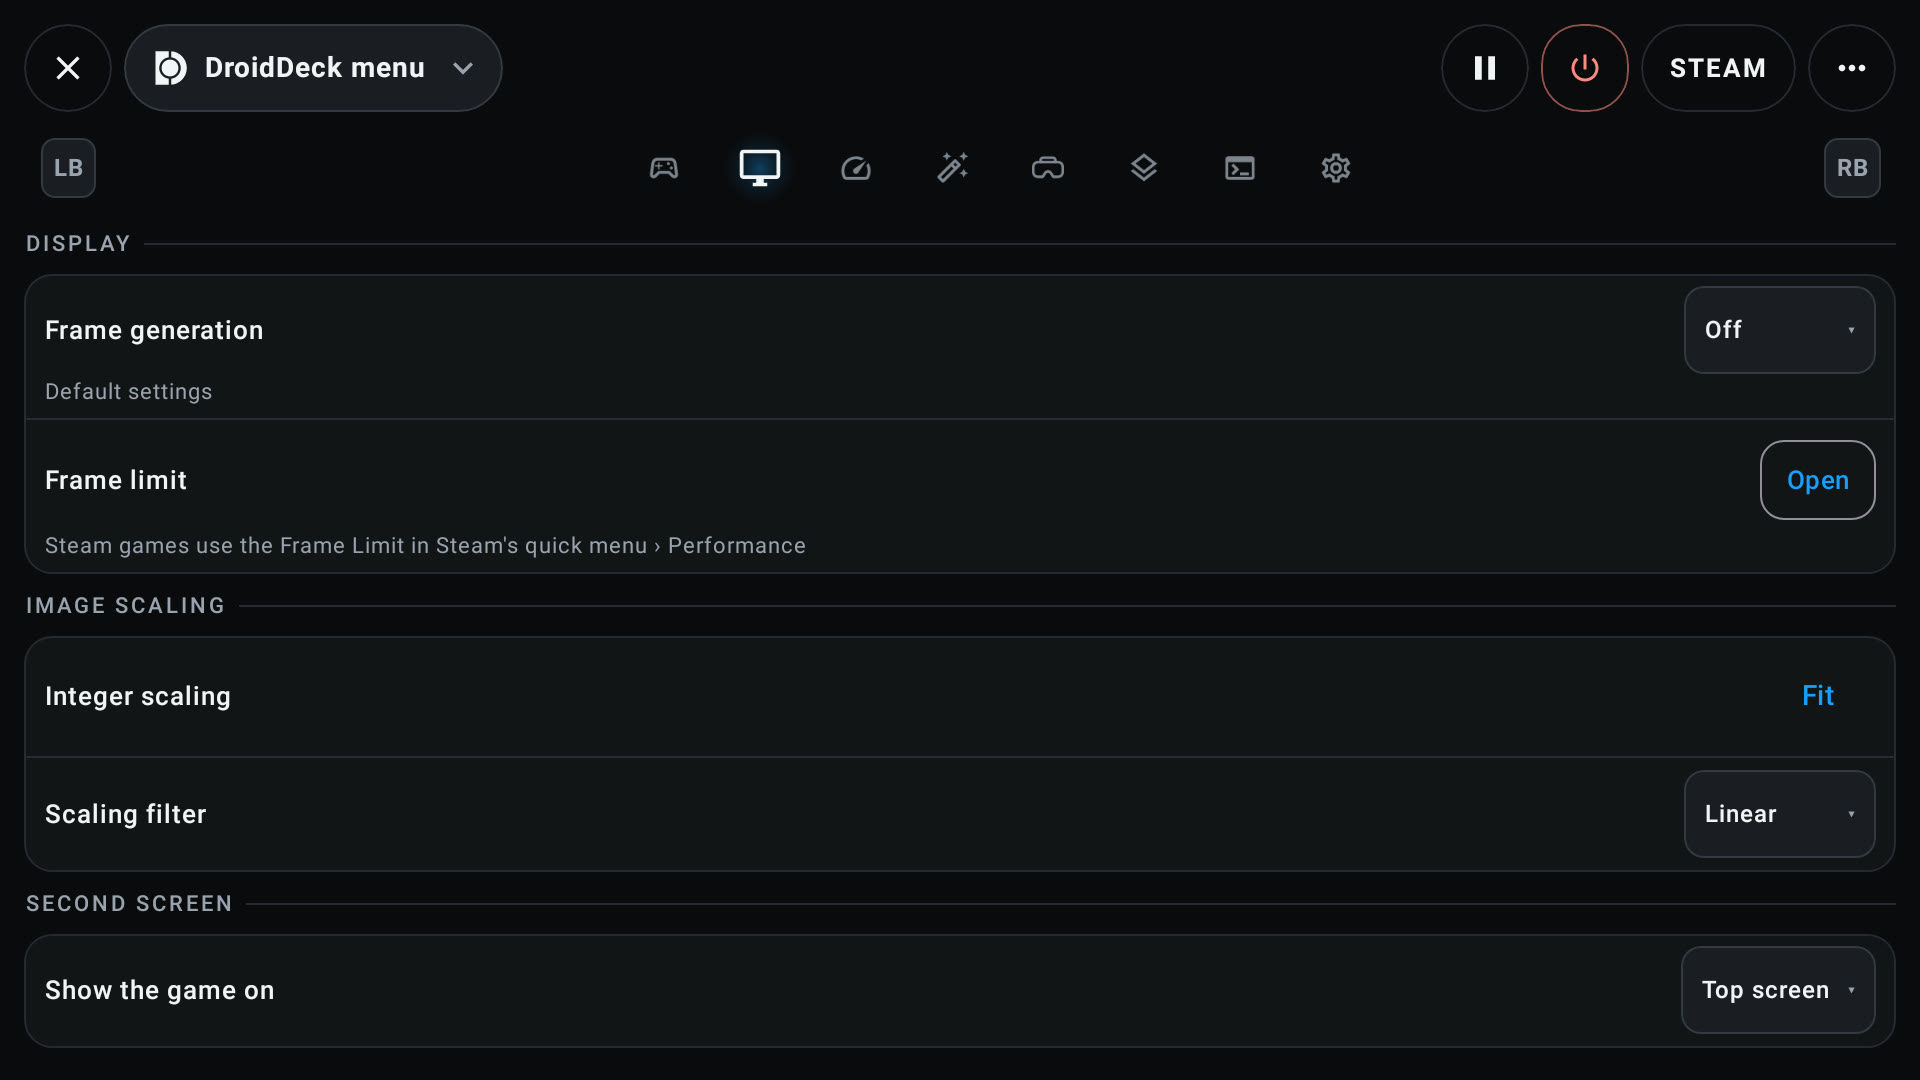 DroidDeck menu
STEAM
LB
RB
DISPLAY
Frame generation
Off
Default settings
Frame limit
Open
Steam games use the Frame Limit in Steam's quick menu › Performance
IMAGE SCALING
Integer scaling
Fit
Scaling filter
Linear
SECOND SCREEN
Show the game on
Top screen